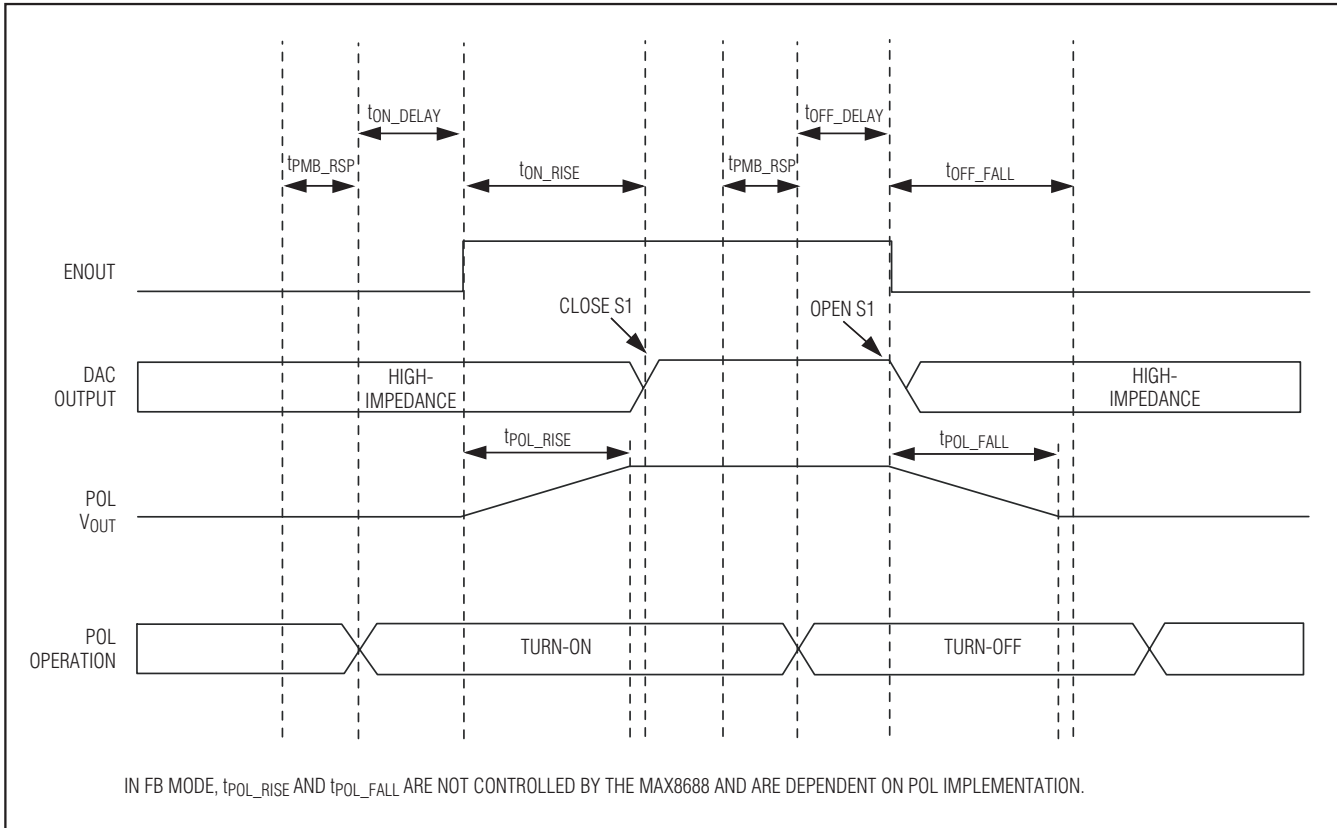 tON_DELAY
tOFF_DELAY
tPMB_RSP
tON_RISE
tPMB_RSP
tOFF_FALL
ENOUT
CLOSE S1
OPEN S1
DAC
OUTPUT
HIGH-
IMPEDANCE
HIGH-
IMPEDANCE
tPOL_RISE
tPOL_FALL
POL
VOUT
POL
OPERATION
TURN-ON
TURN-OFF
IN FB MODE, tPOL_RISE AND tPOL_FALL ARE NOT CONTROLLED BY THE MAX8688 AND ARE DEPENDENT ON POL IMPLEMENTATION.